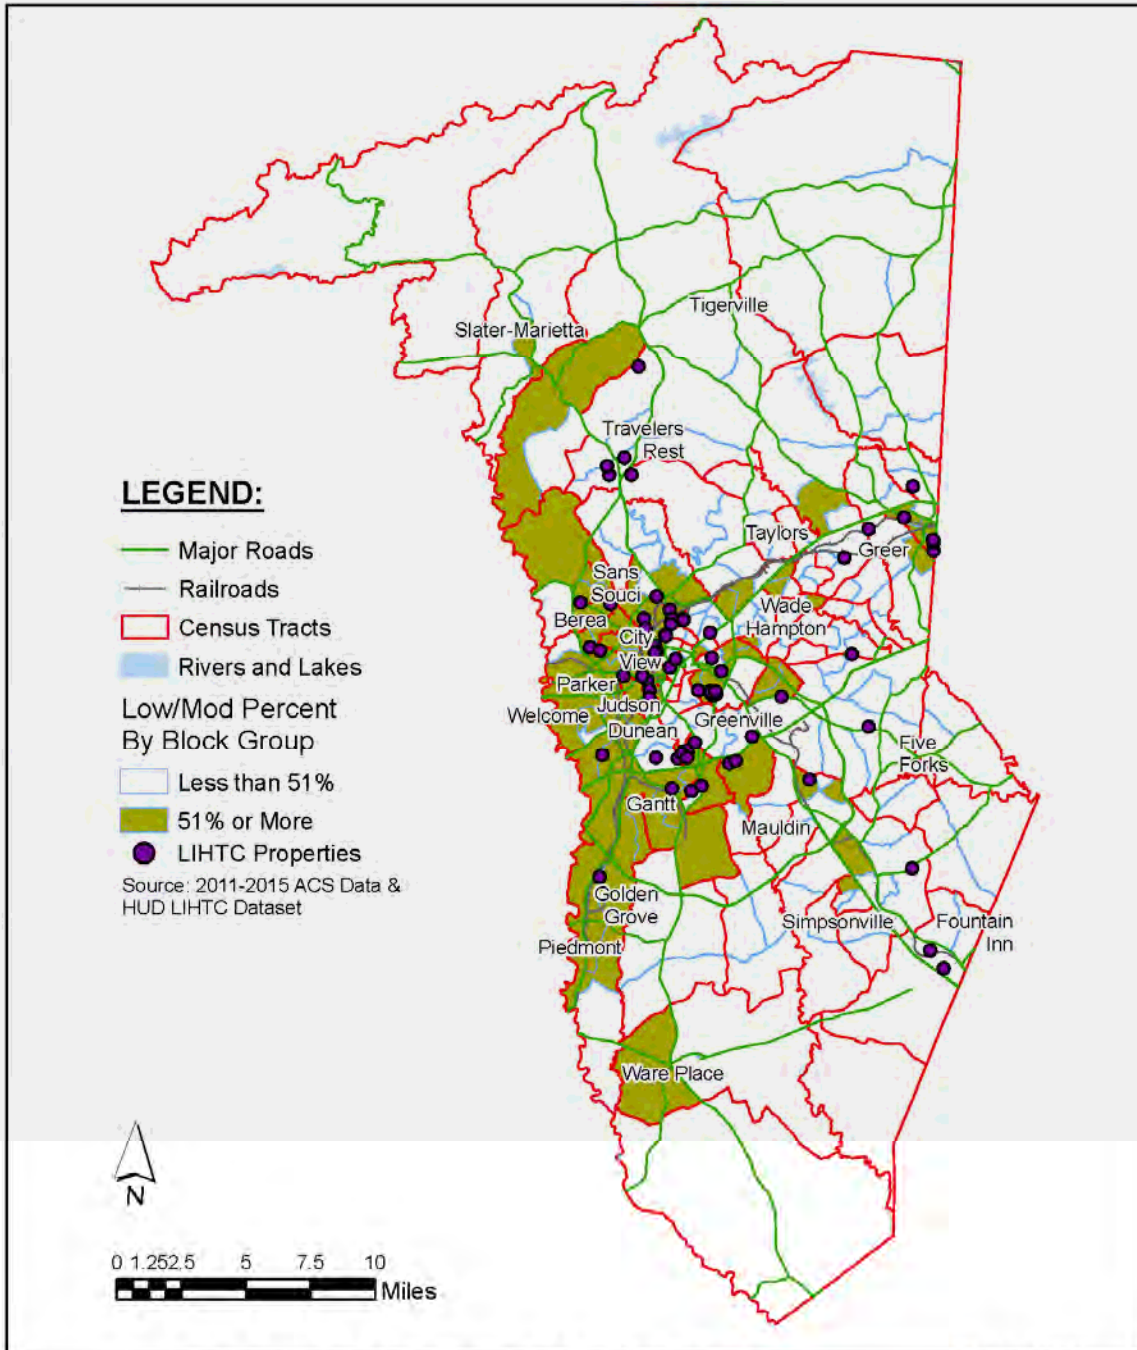 Tigerville
Slater-Marietta
Travelers
Rest
LEGEND:
Major Roads
Railroads
Census Tracts
Rivers and Lakes
Low/Mod Percent
By Block Group
Less than 51%
51% or More
LIHTC Properties
Source: 2011-2015 ACS Data &
HUD LIHTC Dataset
Taylors
Greer
Sans
Souci
Berea
Wade
Hampton
City
View
Parker
Judson
Welcome
Greenville
Dunean
Five
Forks
Gantt
Mauldin
Golden
Grove
Simpsonville
Fountain
Inn
Piedmont
Ware Place
N
0 1.252.5 5 7.5 10
Miles